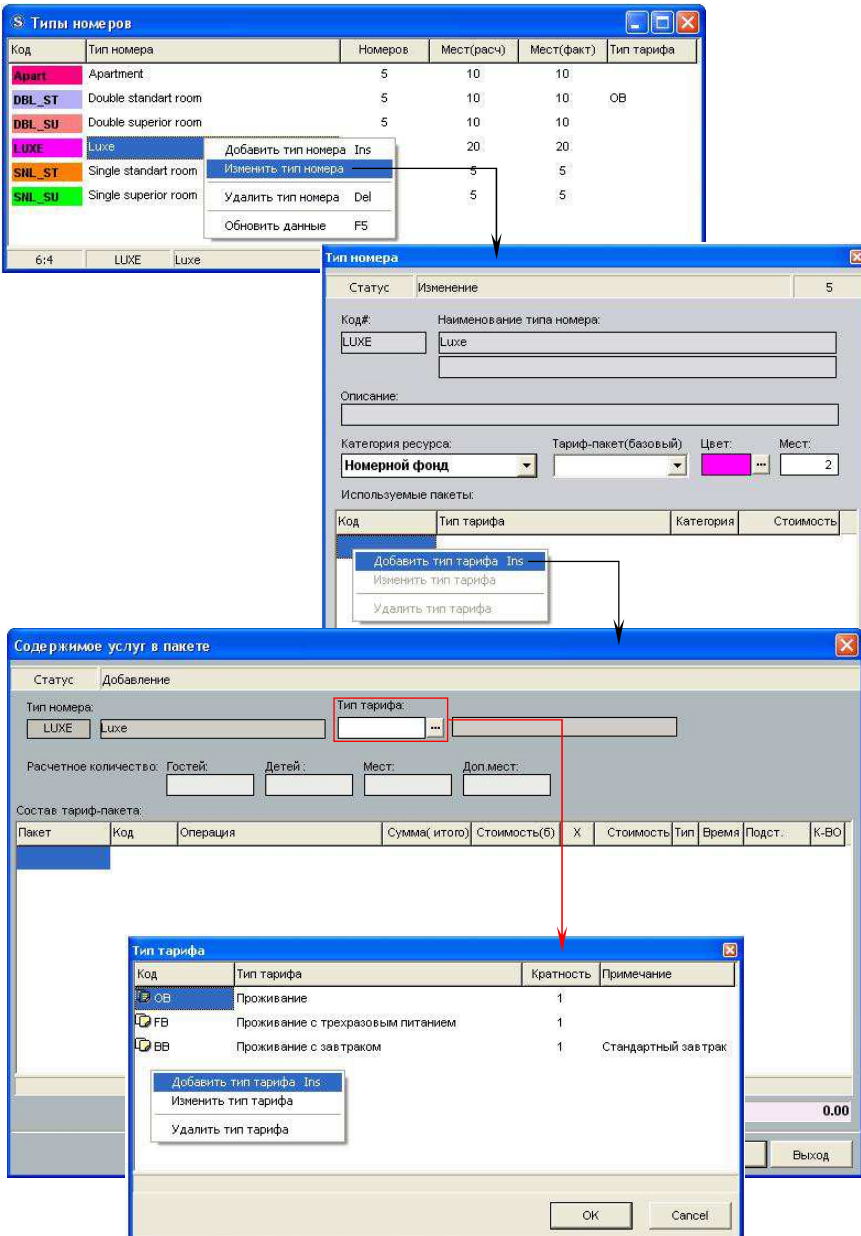 S Типы номеров
Код Тип номера Номеров Мест(расч) Мест(факт) Тип тарифа
Apart Apartment 5 10 10
DBL_ST Double standart room 5 10 10 OB
DBL_SU Double superior room 5 10 10
LUXE Luxe 20 20
SNL_ST Single standart room 5 5
SNL_SU Single superior room 5 5
Добавить тип номера Ins
Изменить тип номера
Удалить тип номера Del
Обновить данные F5
6:4 LUXE Luxe
Тип номера
Статус Изменение 5
Код#: Наименование типа номера:
LUXE Luxe
Описание:
Категория ресурса: Тариф-пакет(базовый) Цвет: Мест:
Номерной фонд ... 2
Используемые пакеты:
Код Тип тарифа Категория Стоимость
Добавить тип тарифа Ins
Изменить тип тарифа
Удалить тип тарифа
Содержимое услуг в пакете
Статус Добавление
Тип номера: Тип тарифа:
LUXE Luxe ...
Расчетное количество: Гостей: Детей : Мест: Доп.мест:
Состав тариф-пакета:
Пакет Код Операция Сумма( итого) Стоимость(б) X Стоимость Тип Время Подст. К-ВО
Тип тарифа
Код Тип тарифа Кратность Примечание
OB Проживание 1
FB Проживание с трехразовым питанием 1
BB Проживание с завтраком 1 Стандартный завтрак
Добавить тип тарифа Ins
Изменить тип тарифа
Удалить тип тарифа
0.00
Выход
OK Cancel